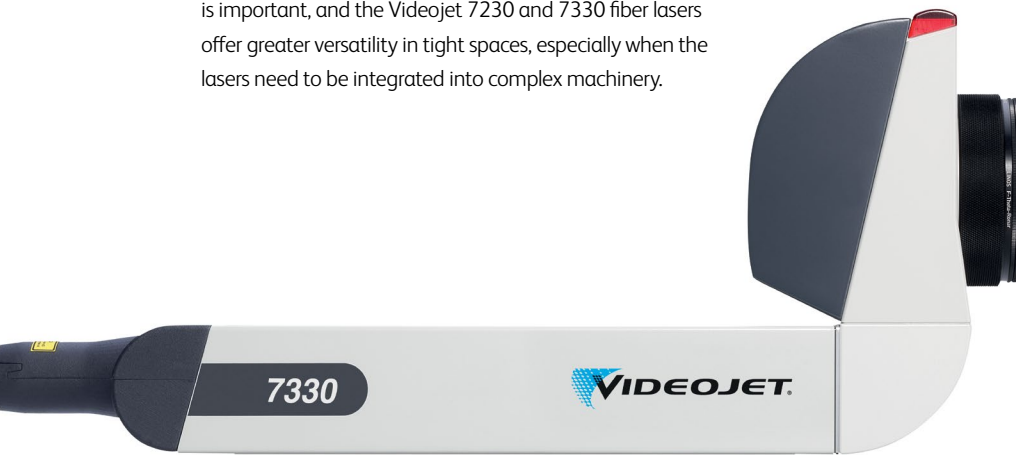 is important, and the Videojet 7230 and 7330 fiber lasers
offer greater versatility in tight spaces, especially when the
lasers need to be integrated into complex machinery.
7330
VIDEOJET.